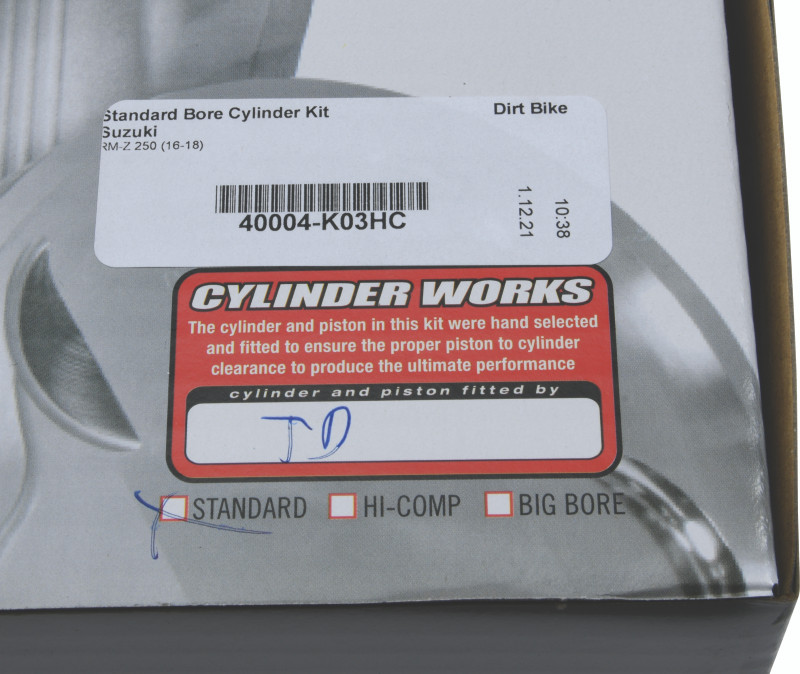 Standard Bore Cylinder Kit
Dirt Bike
Suzuki
RM-Z 250 (16-18)
40004-K03HC
1.12.21
10:38
CYLINDER WORKS
The cylinder and piston in this kit were hand selected
and fitted to ensure the proper piston to cylinder
clearance to produce the ultimate performance
cylinder and piston fitted by
JD
STANDARD HI-COMP BIG BORE